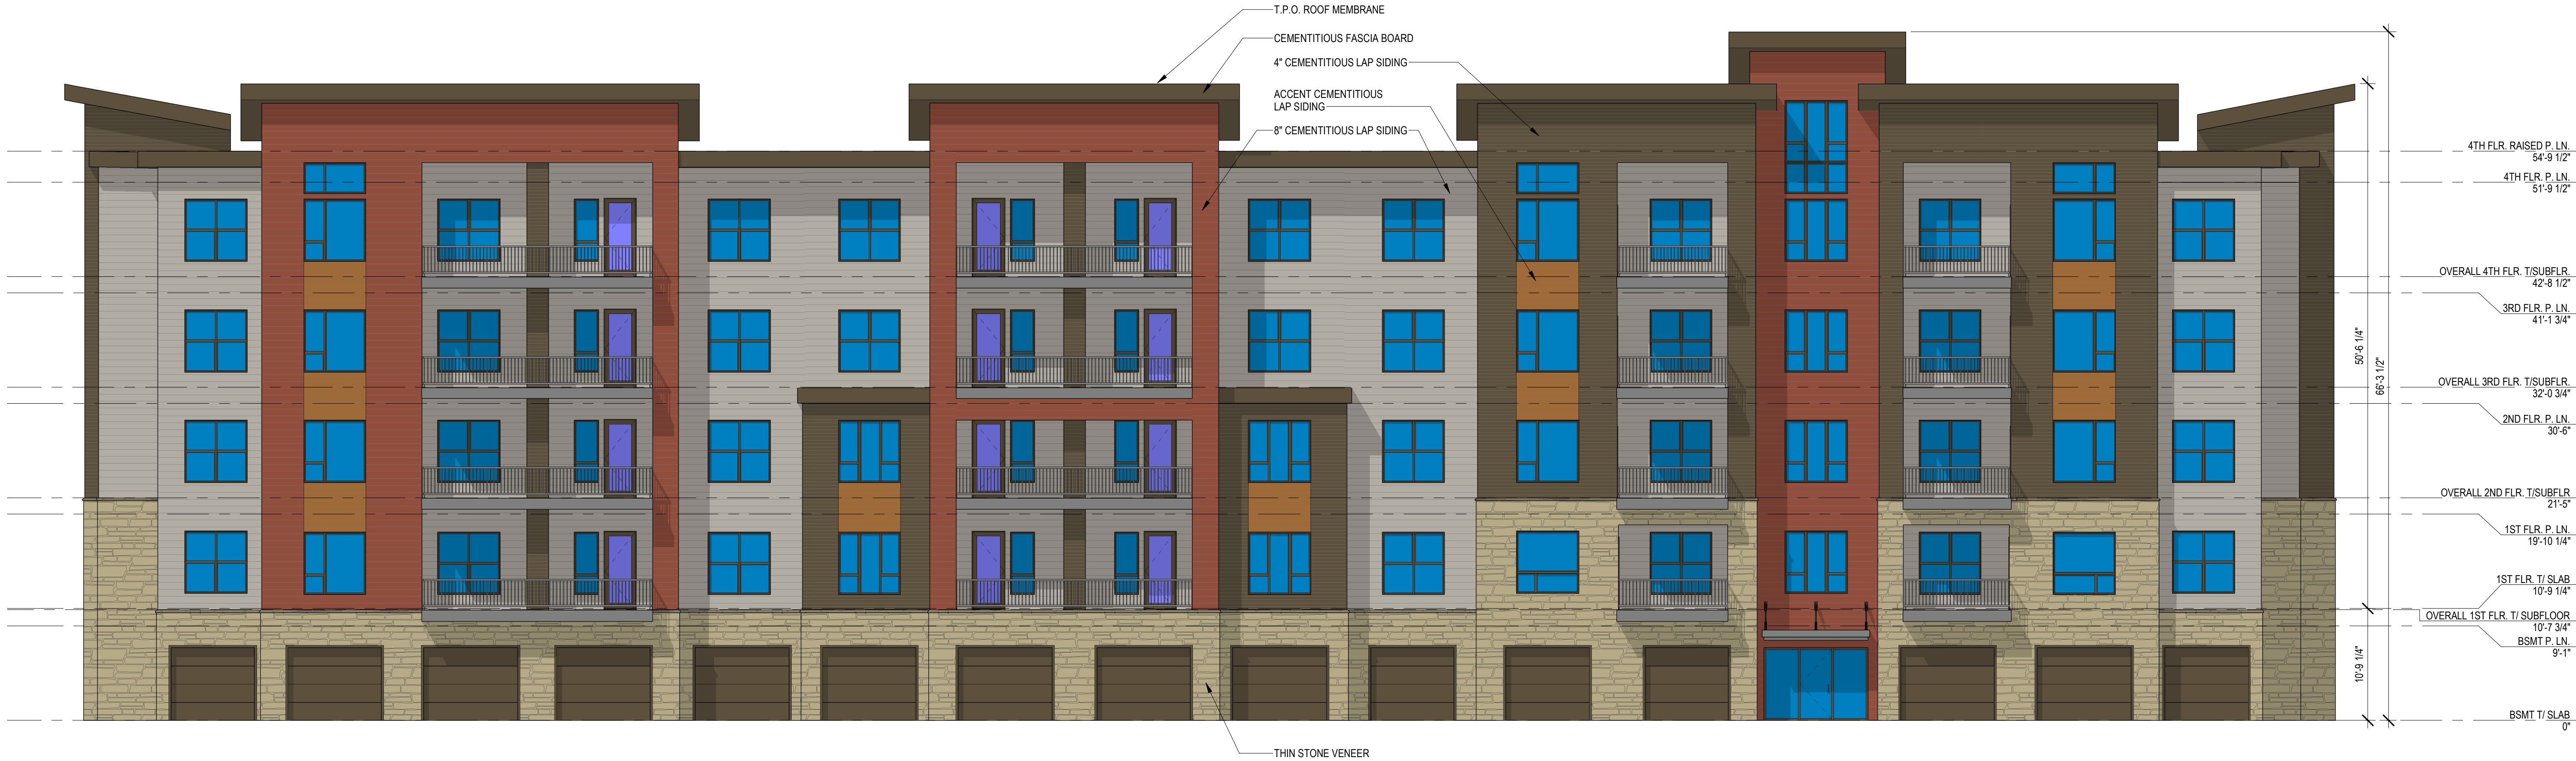 T.P.O. ROOF MEMBRANE
CEMENTITIOUS FASCIA BOARD
4" CEMENTITIOUS LAP SIDING
ACCENT CEMENTITIOUS
LAP SIDING
8" CEMENTITIOUS LAP SIDING
4TH FLR. RAISED P. LN.
54'-9 1/2"
4TH FLR. P. LN.
51'-9 1/2"
OVERALL 4TH FLR. T/SUBFLR.
42'-8 1/2"
3RD FLR. P. LN.
41'-1 3/4"
50'-6 1/4"
66'-3 1/2"
OVERALL 3RD FLR. T/SUBFLR.
32'-0 3/4"
2ND FLR. P. LN.
30'-6"
OVERALL 2ND FLR. T/SUBFLR
21'-5"
1ST FLR. P. LN.
19'-10 1/4"
1ST FLR. T/ SLAB
10'-9 1/4"
OVERALL 1ST FLR. T/ SUBFLOOR
10'-7 3/4"
BSMT P. LN.
9'-1"
10'-9 1/4"
BSMT T/ SLAB
0"
THIN STONE VENEER